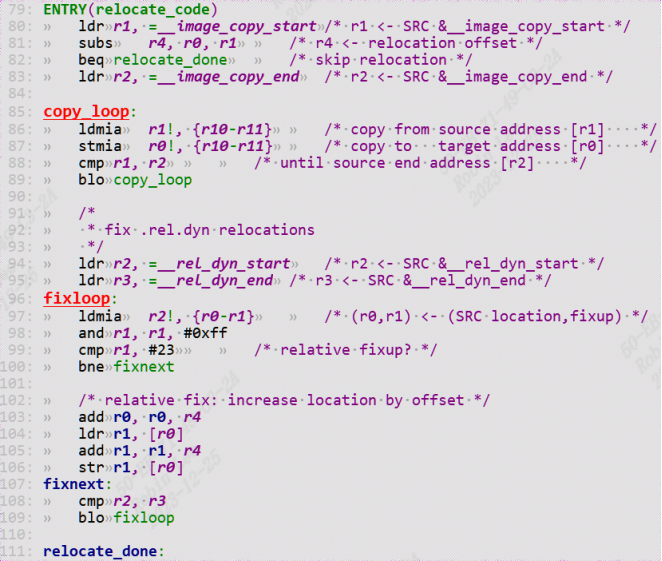 79: ENTRY(relocate_code)
80: » ldr»r1, =__image_copy_start»/* r1 <- SRC &__image_copy_start */
81: » subs» r4, r0, r1» » /* r4 <- relocation offset */
82: » beq»relocate_done» » /* skip relocation */
83: » ldr»r2, =__image_copy_end» /* r2 <- SRC &__image_copy_end */
84:
85: copy_loop:
86: » ldmia» r1!, {r10-r11}» » /* copy from source address [r1] */
87: » stmia» r0!, {r10-r11}» » /* copy to target address [r0] */
88: » cmp»r1, r2» » » /* until source end address [r2] */
89: » blo»copy_loop
90:
91: » /*
92: » * fix .rel.dyn relocations
93: » */
94: » ldr»r2, =__rel_dyn_start» /* r2 <- SRC &__rel_dyn_start */
95: » ldr»r3, =__rel_dyn_end» /* r3 <- SRC &__rel_dyn_end */
96: fixloop:
97: » ldmia» r2!, {r0-r1}» » /* (r0,r1) <- (SRC location,fixup) */
98: » and»r1, r1, #0xff
99: » cmp»r1, #23»» » /* relative fixup? */
100: » bne»fixnext
101:
102: » /* relative fix: increase location by offset */
103: » add»r0, r0, r4
104: » ldr»r1, [r0]
105: » add»r1, r1, r4
106: » str»r1, [r0]
107: fixnext:
108: » cmp»r2, r3
109: » blo»fixloop
110:
111: relocate_done: